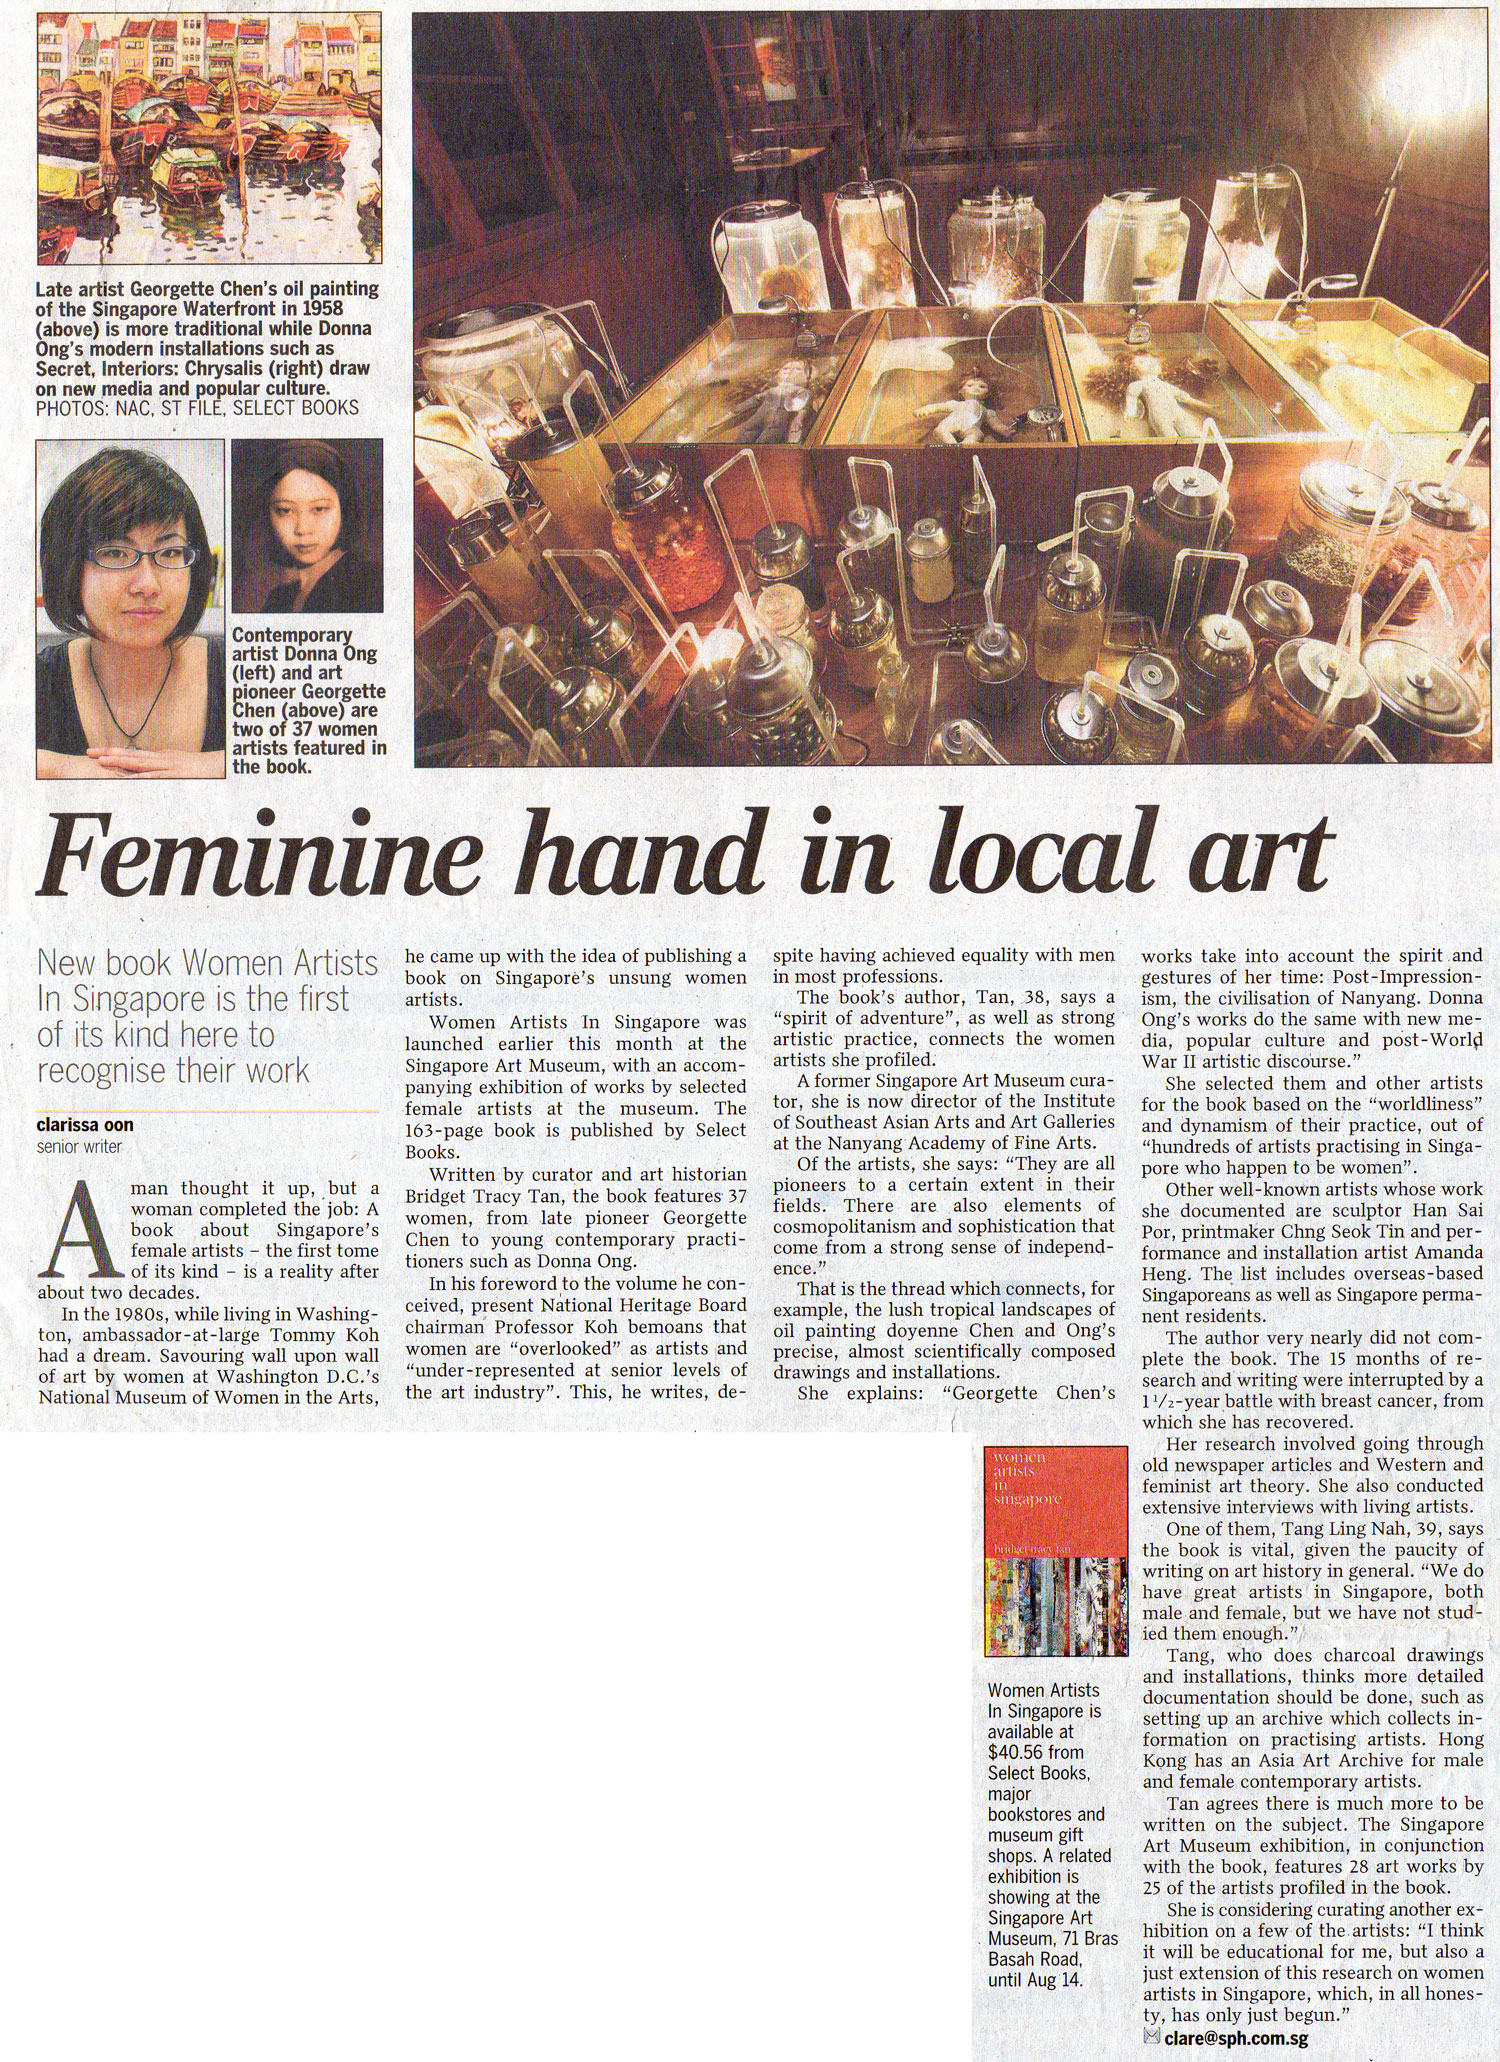 Late artist Georgette Chen's oil painting
of the Singapore Waterfront in 1958
(above) is more traditional while Donna
Ong's modern installations such as
Secret, Interiors: Chrysalis (right) draw
on new media and popular culture.
PHOTOS: NAC, ST FILE, SELECT BOOKS
Contemporary
artist Donna Ong
(left) and art
pioneer Georgette
Chen (above) are
two of 37 women
artists featured in
the book.
Feminine hand in local art
New book Women Artists
In Singapore is the first
of its kind here to
recognise their work
clarissa oon
senior writer
A man thought it up, but a
woman completed the job: A
book about Singapore's
female artists – the first tome
of its kind – is a reality after
about two decades.
In the 1980s, while living in Washing-
ton, ambassador-at-large Tommy Koh
had a dream. Savouring wall upon wall
of art by women at Washington D.C.'s
National Museum of Women in the Arts,
he came up with the idea of publishing a
book on Singapore's unsung women
artists.
Women Artists In Singapore was
launched earlier this month at the
Singapore Art Museum, with an accom-
panying exhibition of works by selected
female artists at the museum. The
163-page book is published by Select
Books.
Written by curator and art historian
Bridget Tracy Tan, the book features 37
women, from late pioneer Georgette
Chen to young contemporary practi-
tioners such as Donna Ong.
In his foreword to the volume he con-
ceived, present National Heritage Board
chairman Professor Koh bemoans that
women are "overlooked" as artists and
"under-represented at senior levels of
the art industry". This, he writes, de-
spite having achieved equality with men
in most professions.
The book's author, Tan, 38, says a
"spirit of adventure", as well as strong
artistic practice, connects the women
artists she profiled.
A former Singapore Art Museum cura-
tor, she is now director of the Institute
of Southeast Asian Arts and Art Galleries
at the Nanyang Academy of Fine Arts.
Of the artists, she says: "They are all
pioneers to a certain extent in their
fields. There are also elements of
cosmopolitanism and sophistication that
come from a strong sense of independ-
ence."
That is the thread which connects, for
example, the lush tropical landscapes of
oil painting doyenne Chen and Ong's
precise, almost scientifically composed
drawings and installations.
She explains: "Georgette Chen's
works take into account the spirit and
gestures of her time: Post-Impression-
ism, the civilisation of Nanyang. Donna
Ong's works do the same with new me-
dia, popular culture and post-World
War II artistic discourse."
She selected them and other artists
for the book based on the "worldliness"
and dynamism of their practice, out of
"hundreds of artists practising in Singa-
pore who happen to be women".
Other well-known artists whose work
she documented are sculptor Han Sai
Por, printmaker Chng Seok Tin and per-
formance and installation artist Amanda
Heng. The list includes overseas-based
Singaporeans as well as Singapore perma-
nent residents.
The author very nearly did not com-
plete the book. The 15 months of re-
search and writing were interrupted by a
1 1/2-year battle with breast cancer, from
which she has recovered.
Her research involved going through
old newspaper articles and Western and
feminist art theory. She also conducted
extensive interviews with living artists.
One of them, Tang Ling Nah, 39, says
the book is vital, given the paucity of
writing on art history in general. "We do
have great artists in Singapore, both
male and female, but we have not stud-
ied them enough."
Tang, who does charcoal drawings
and installations, thinks more detailed
documentation should be done, such as
setting up an archive which collects in-
formation on practising artists. Hong
Kong has an Asia Art Archive for male
and female contemporary artists.
Tan agrees there is much more to be
written on the subject. The Singapore
Art Museum exhibition, in conjunction
with the book, features 28 art works by
25 of the artists profiled in the book.
She is considering curating another ex-
hibition on a few of the artists: "I think
it will be educational for me, but also a
just extension of this research on women
artists in Singapore, which, in all hones-
ty, has only just begun."
clare@sph.com.sg
women
artists
in
singapore
bridget tracy tan
Women Artists
In Singapore is
available at
$40.56 from
Select Books,
major
bookstores and
museum gift
shops. A related
exhibition is
showing at the
Singapore Art
Museum, 71 Bras
Basah Road,
until Aug 14.